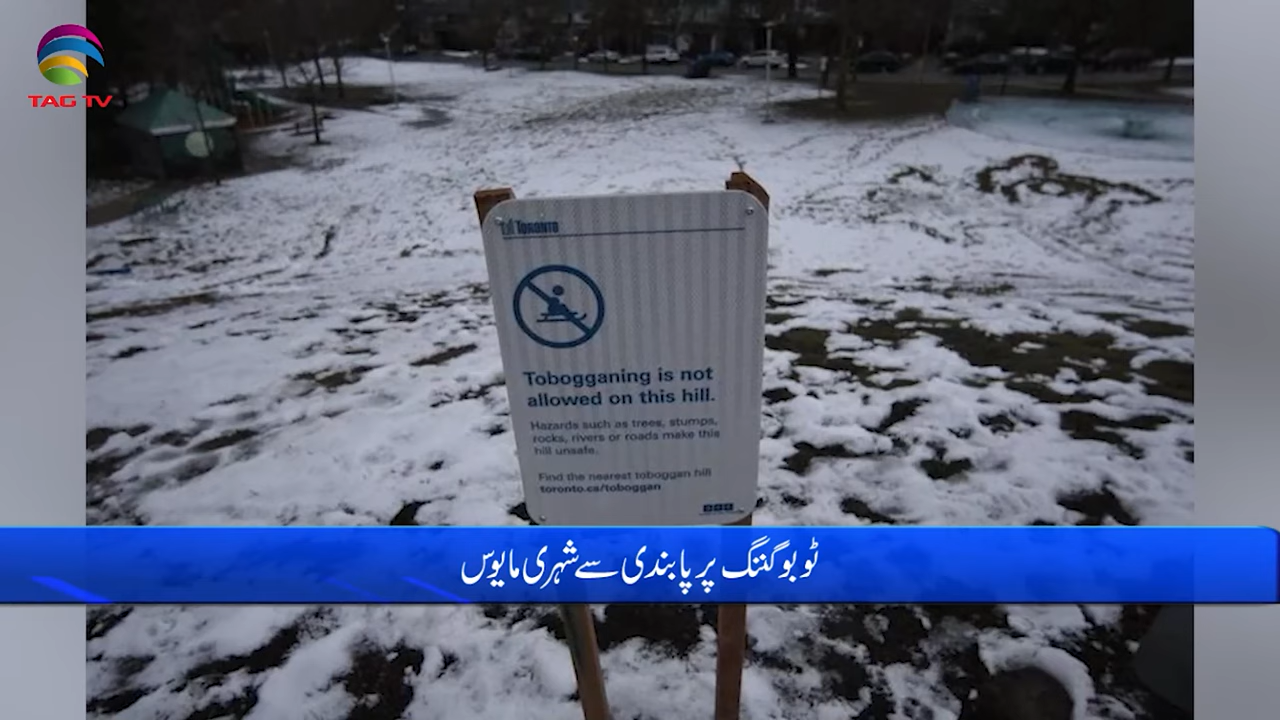 TAG TV
TORONTO
Tobogganing is not
allowed on this hill.
Hazards such as trees, stumps,
rocks, rivers or roads make this
hill unsafe.
Find the nearest toboggan hill
toronto.ca/toboggan
ٹوبوگننگ پر پابندی سے شہری مایوس